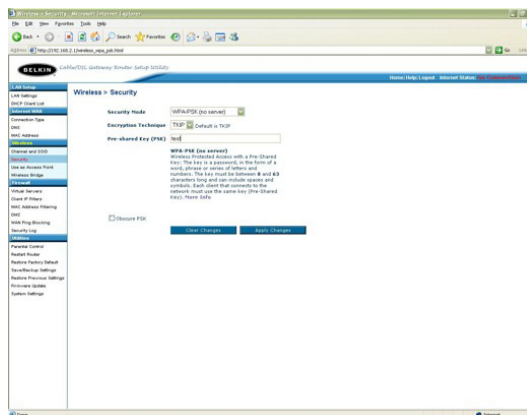 Wireless > Security - Microsoft Internet Explorer
File Edit View Favorites Tools Help
Back Search Favorites
Address http://192.168.2.1/wireless_wpa_psk.html Go
BELKIN Cable/DSL Gateway Router Setup Utility
Home|Help|Logout Internet Status: No Connection
LAN Setup
LAN Settings
DHCP Client List
Internet WAN
Connection Type
DNS
MAC Address
Wireless
Channel and SSID
Security
Use as Access Point
Wireless Bridge
Firewall
Virtual Servers
Client IP Filters
MAC Address Filtering
DMZ
WAN Ping Blocking
Security Log
Utilities
Parental Control
Restart Router
Restore Factory Default
Save/Backup Settings
Restore Previous Settings
Firmware Update
System Settings
Wireless > Security
Security Mode WPA-PSK (no server)
Encryption Technique TKIP Default is TKIP
Pre-shared Key (PSK) test
WPA-PSK (no server)
Wireless Protected Access with a Pre-Shared
Key: The key is a password, in the form of a
word, phrase or series of letters and
numbers. The key must be between 8 and 63
characters long and can include spaces and
symbols. Each client that connects to the
network must use the same key (Pre-Shared
Key). More Info
Obscure PSK
Clear Changes Apply Changes
Done Internet